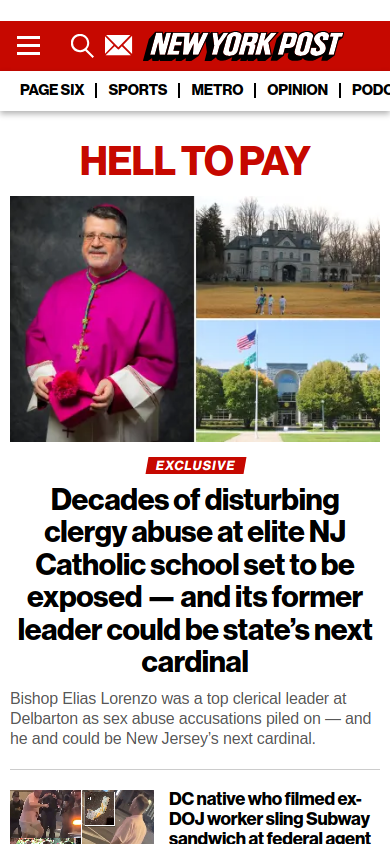 NEW YORK POST
PAGE SIX
SPORTS
METRO
OPINION
PODC
HELL TO PAY
EXCLUSIVE
Decades of disturbing
clergy abuse at elite NJ
Catholic school set to be
exposed — and its former
leader could be state’s next
cardinal
Bishop Elias Lorenzo was a top clerical leader at
Delbarton as sex abuse accusations piled on — and
he and could be New Jersey’s next cardinal.
DC native who filmed ex-
DOJ worker sling Subway
sandwich at federal agent